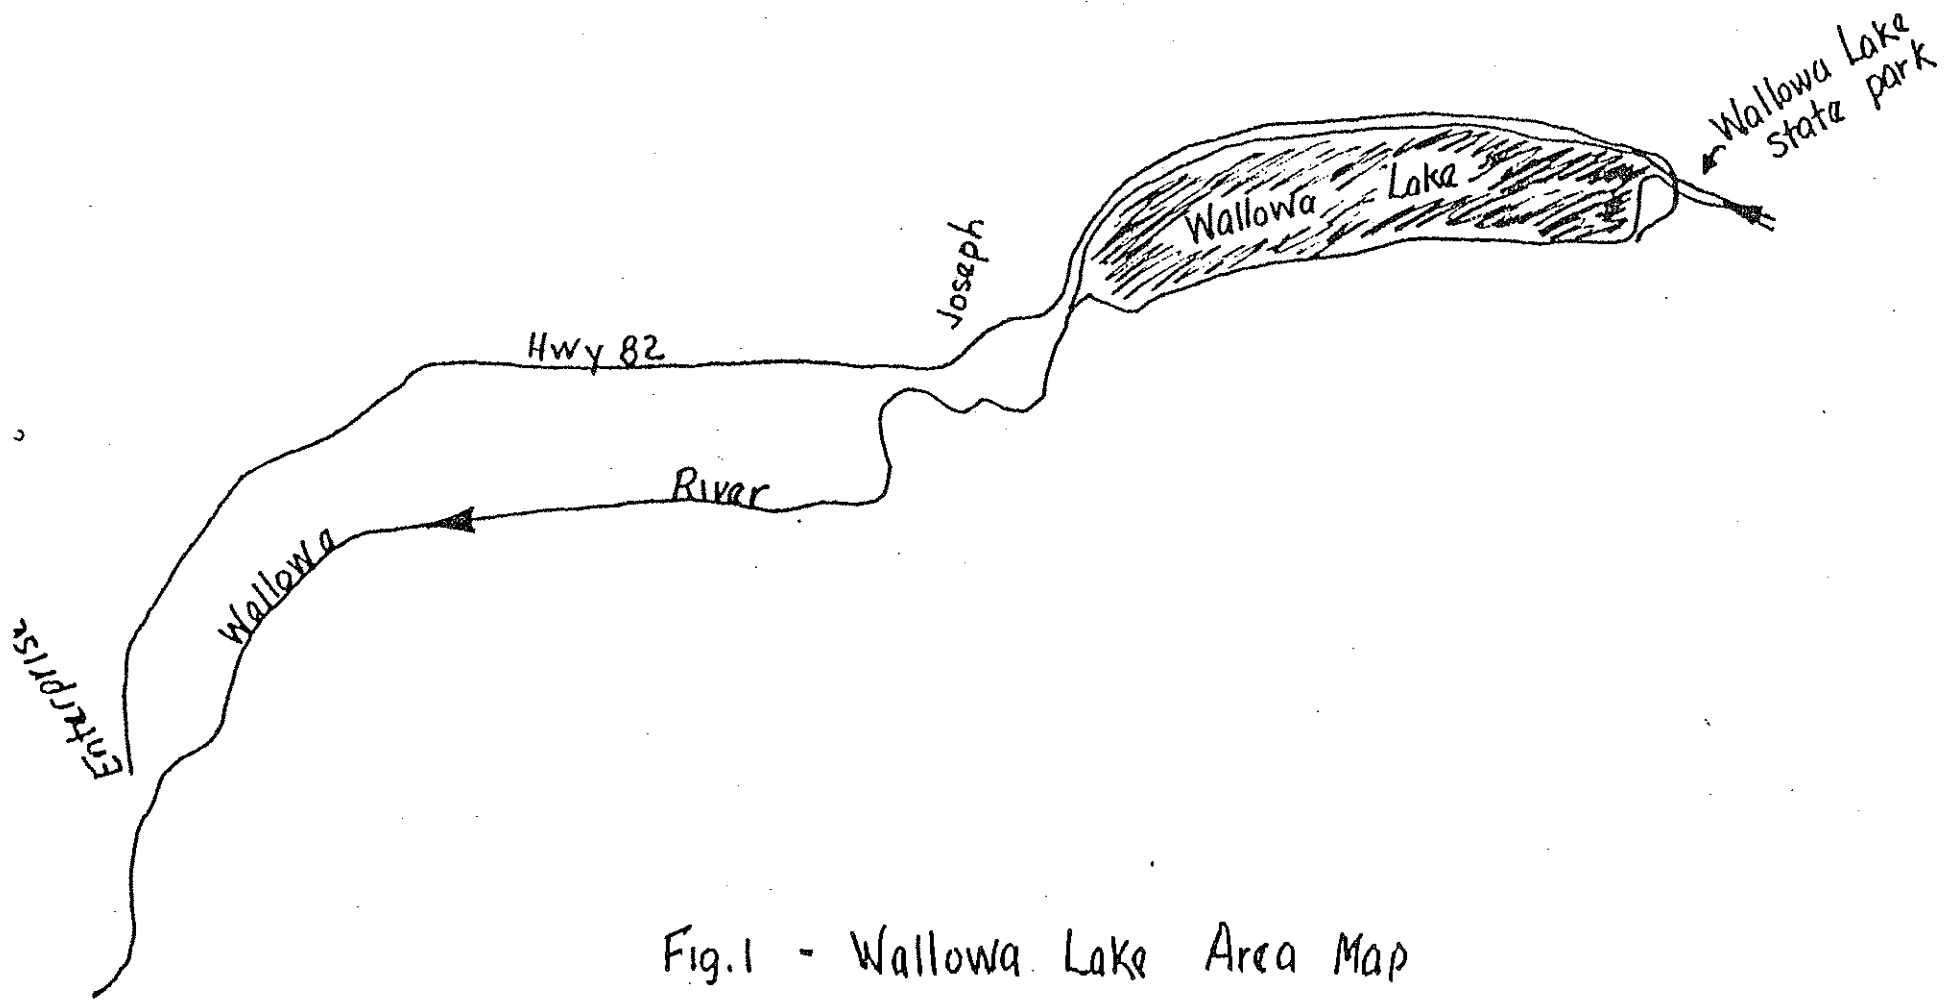 Wallowa Lake
state park
Wallowa Lake
Joseph
Hwy 82
Wallowa River
Enterprise
Fig.1 - Wallowa Lake Area Map